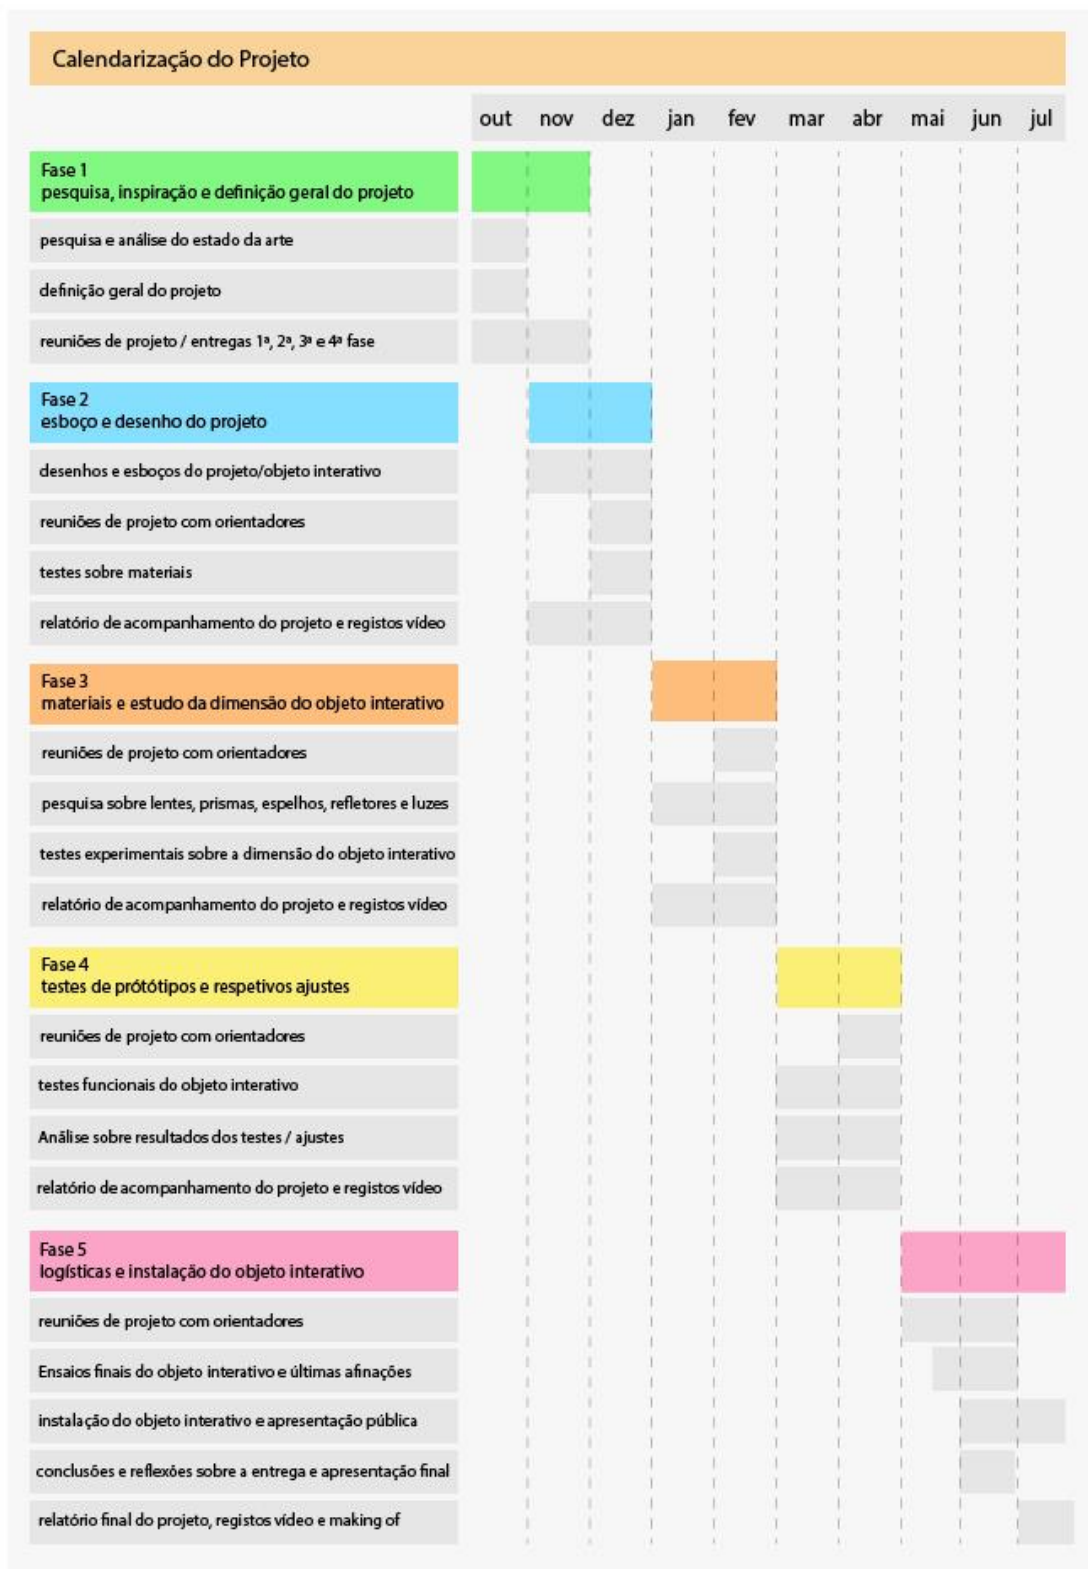 Calendarização do Projeto
out nov dez jan fev mar abr mai jun jul
Fase 1
pesquisa, inspiração e definição geral do projeto
pesquisa e análise do estado da arte
definição geral do projeto
reuniões de projeto / entregas 1ª, 2ª, 3ª e 4ª fase
Fase 2
esboço e desenho do projeto
desenhos e esboços do projeto/objeto interativo
reuniões de projeto com orientadores
testes sobre materiais
relatório de acompanhamento do projeto e registos vídeo
Fase 3
materiais e estudo da dimensão do objeto interativo
reuniões de projeto com orientadores
pesquisa sobre lentes, prismas, espelhos, refletores e luzes
testes experimentais sobre a dimensão do objeto interativo
relatório de acompanhamento do projeto e registos vídeo
Fase 4
testes de prótótipos e respetivos ajustes
reuniões de projeto com orientadores
testes funcionais do objeto interativo
Análise sobre resultados dos testes / ajustes
relatório de acompanhamento do projeto e registos vídeo
Fase 5
logísticas e instalação do objeto interativo
reuniões de projeto com orientadores
Ensaios finais do objeto interativo e últimas afinações
instalação do objeto interativo e apresentação pública
conclusões e reflexões sobre a entrega e apresentação final
relatório final do projeto, registos vídeo e making of